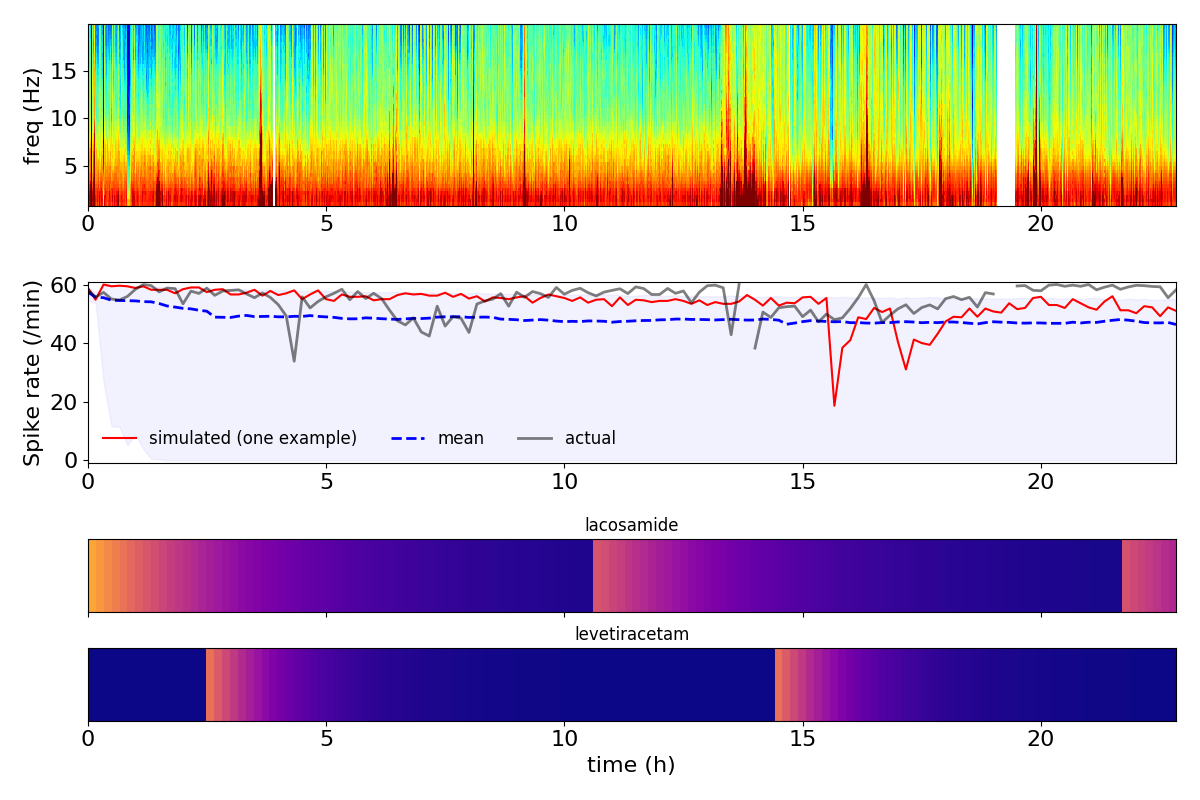 freq (Hz)
15
10
5
0 5 10 15 20
Spike rate (/min)
60
40
20
0
simulated (one example) mean actual
0 5 10 15 20
lacosamide
levetiracetam
0 5 10 15 20
time (h)